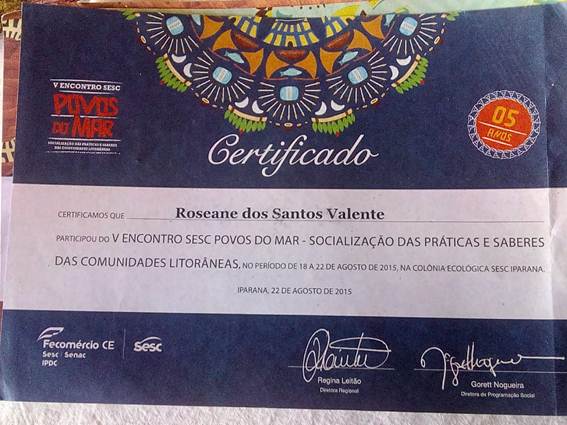 V ENCONTRO SESC
POVOS
DO MAR
SOCIALIZAÇÃO DAS PRÁTICAS E SABERES
DAS COMUNIDADES LITORÂNEAS
05
ANOS
Certificado
CERTIFICAMOS QUE Roseane dos Santos Valente
PARTICIPOU DO V ENCONTRO SESC POVOS DO MAR - SOCIALIZAÇÃO DAS PRÁTICAS E SABERES
DAS COMUNIDADES LITORÂNEAS, NO PERÍODO DE 18 A 22 DE AGOSTO DE 2015, NA COLÔNIA ECOLÓGICA SESC IPARANA.
IPARANA, 22 DE AGOSTO DE 2015
Fecomércio CE
Sesc | Senac
IPDC
Sesc
Regina Leitão
Diretora Regional
Gorett Nogueira
Diretora de Programação Social